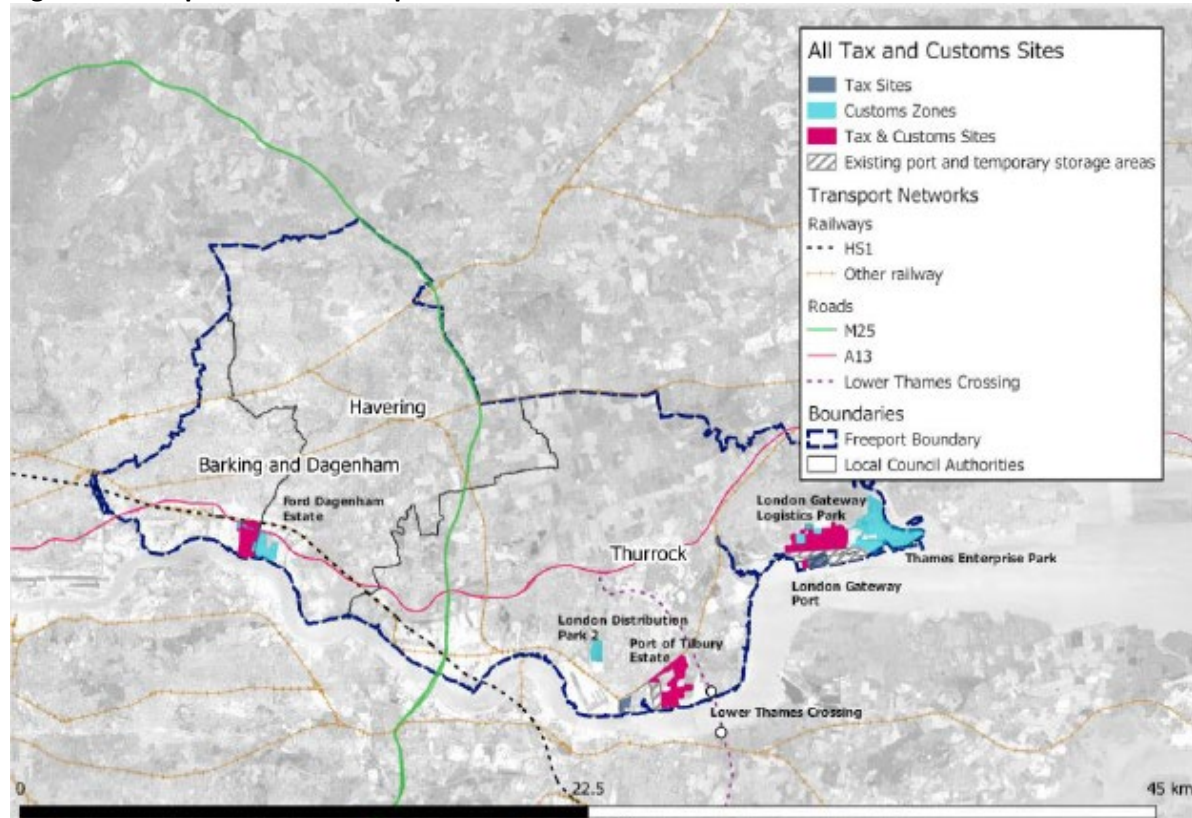 All Tax and Customs Sites
Tax Sites
Customs Zones
Tax & Customs Sites
Existing port and temporary storage areas
Transport Networks
Railways
HS1
Other railway
Roads
M25
A13
Lower Thames Crossing
Boundaries
Freeport Boundary
Local Council Authorities
Havering
Barking and Dagenham
Ford Dagenham
Estate
London Gateway
Logistics Park
Thurrock
Thames Enterprise Park
London Gateway
Port
London Distribution
Park 2
Port of Tilbury
Estate
Lower Thames Crossing
0
22.5
45 km